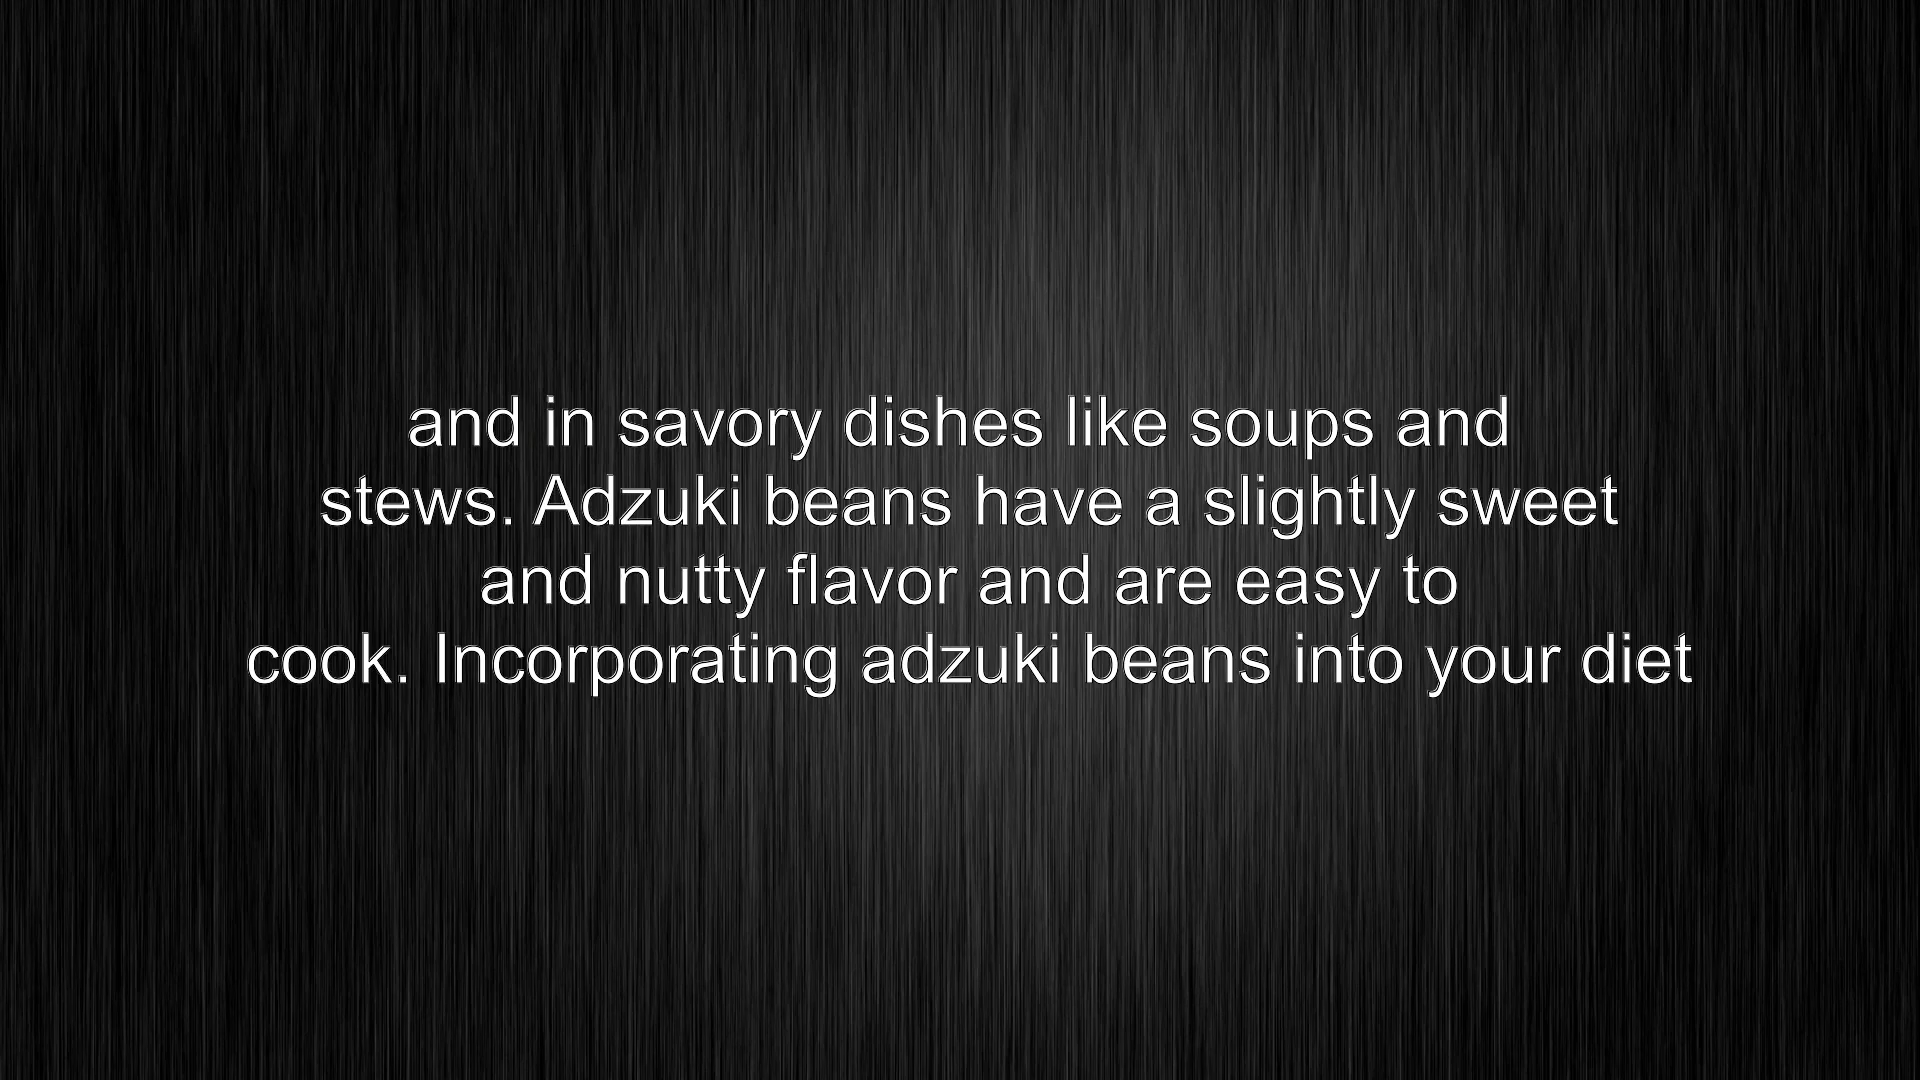 and in savory dishes like soups and
stews. Adzuki beans have a slightly sweet
and nutty flavor and are easy to
cook. Incorporating adzuki beans into your diet